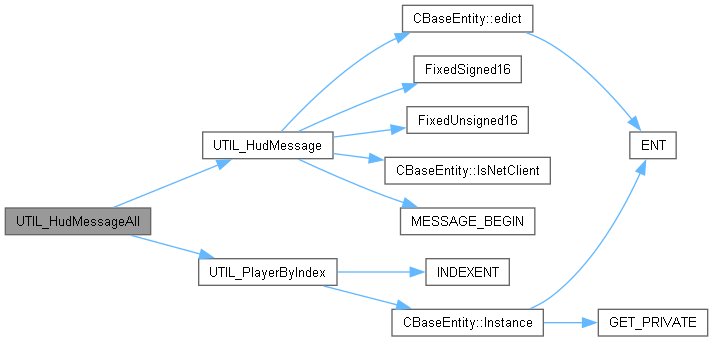 CBaseEntity::edict
FixedSigned16
FixedUnsigned16
ENT
UTIL_HudMessage
CBaseEntity::IsNetClient
UTIL_HudMessageAll
MESSAGE_BEGIN
UTIL_PlayerByIndex
INDEXENT
CBaseEntity::Instance
GET_PRIVATE